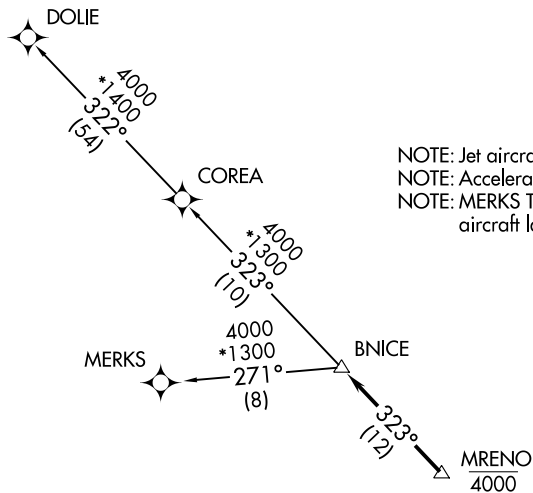 DOLIE
4000
*1400
322°
(54)
NOTE: Jet aircra
NOTE: Accelera
NOTE: MERKS T
aircraft la
COREA
4000
*1300
323°
(10)
4000
*1300
271°
(8)
MERKS
BNICE
323°
(12)
MRENO
4000